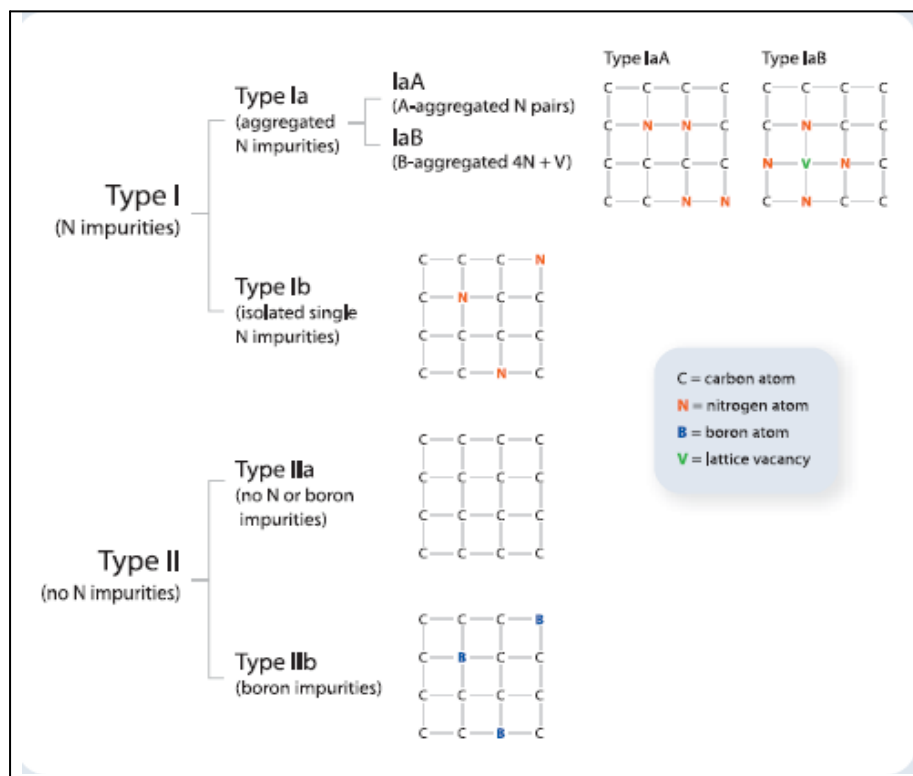 Type Ia
(aggregated
N impurities)
IaA
(A-aggregated N pairs)
IaB
(B-aggregated 4N + V)
Type IaA
C C C C
C N N C
C C C C
C C N N
Type IaB
C C C C
C N C C
N V N C
C N C C
Type I
(N impurities)
Type Ib
(isolated single
N impurities)
C C C N
C N C C
C C C C
C C N C
C = carbon atom
N = nitrogen atom
B = boron atom
V = lattice vacancy
Type IIa
(no N or boron
impurities)
C C C C
C C C C
C C C C
C C C C
Type II
(no N impurities)
Type IIb
(boron impurities)
C C C B
C B C C
C C C C
C C B C